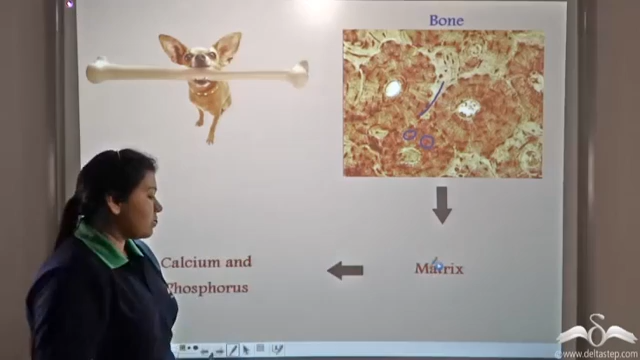 Bone
Calcium and
Phosphorus
Matrix
www.deltastep.com